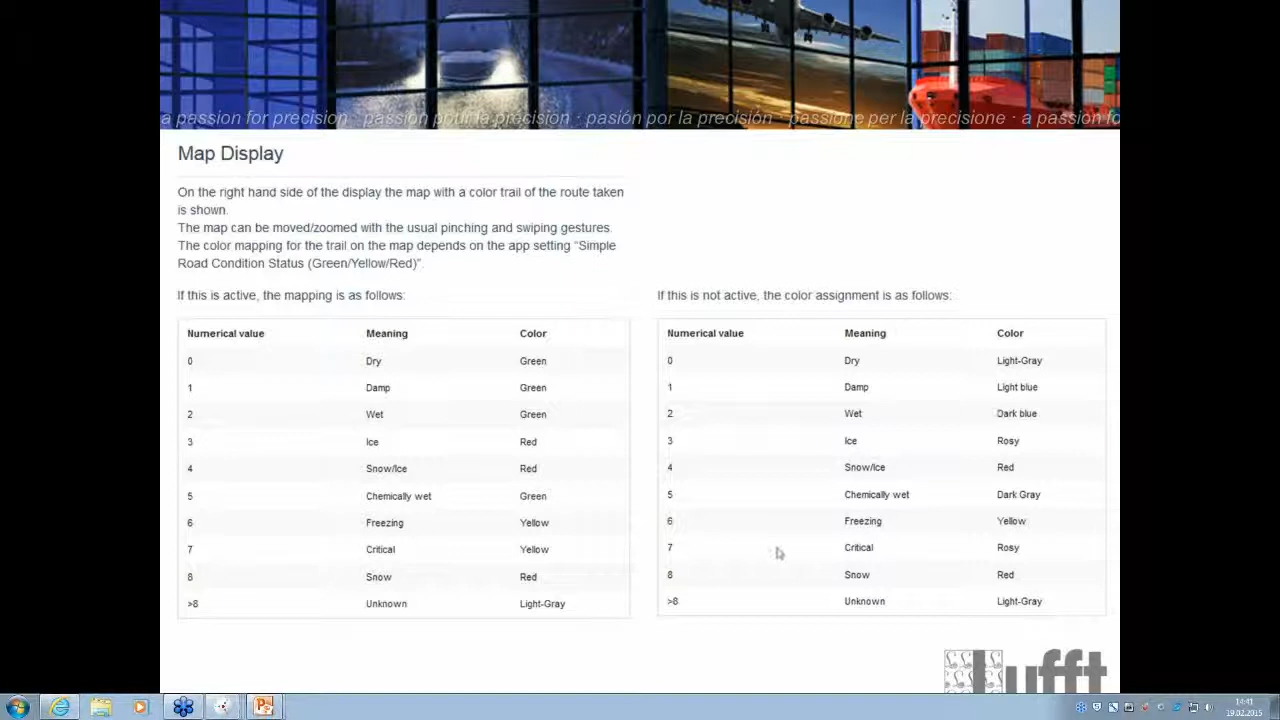 a passion for precision · passion pour la précision · pasión por la precisión · passione per la precisione · a passion fo
Map Display
On the right hand side of the display the map with a color trail of the route taken
is shown.
The map can be moved/zoomed with the usual pinching and swiping gestures.
The color mapping for the trail on the map depends on the app setting “Simple
Road Condition Status (Green/Yellow/Red)”.
If this is active, the mapping is as follows:
Numerical value Meaning Color
0 Dry Green
1 Damp Green
2 Wet Green
3 Ice Red
4 Snow/Ice Red
5 Chemically wet Green
6 Freezing Yellow
7 Critical Yellow
8 Snow Red
>8 Unknown Light-Gray
If this is not active, the color assignment is as follows:
Numerical value Meaning Color
0 Dry Light-Gray
1 Damp Light blue
2 Wet Dark blue
3 Ice Rosy
4 Snow/Ice Red
5 Chemically wet Dark Gray
6 Freezing Yellow
7 Critical Rosy
8 Snow Red
>8 Unknown Light-Gray
lufft
14:41
19.02.2015